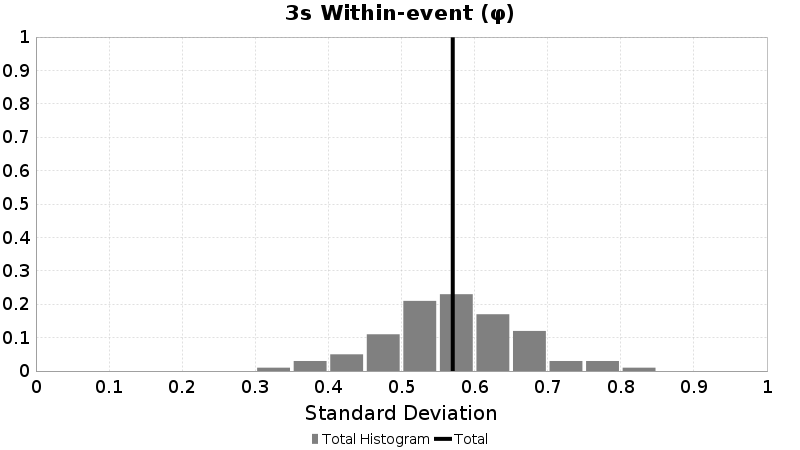 3s Within-event (φ)
1
0.9
0.8
0.7
0.6
0.5
0.4
0.3
0.2
0.1
0
0 0.1 0.2 0.3 0.4 0.5 0.6 0.7 0.8 0.9 1
Standard Deviation
Total Histogram Total